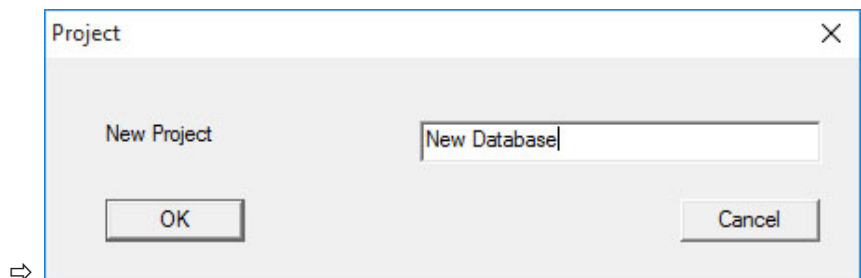 Project
New Project
New Database
OK
Cancel
⇨